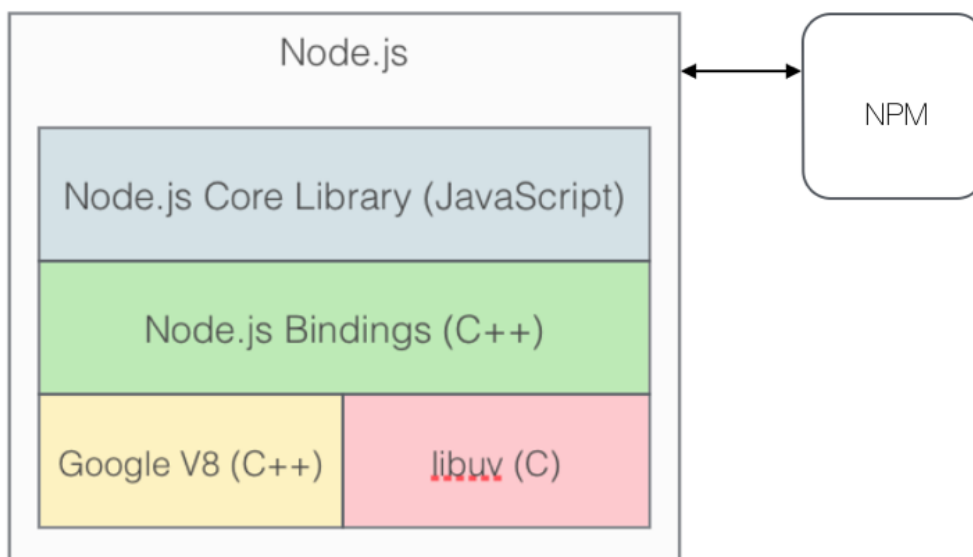 Node.js
NPM
Node.js Core Library (JavaScript)
Node.js Bindings (C++)
Google V8 (C++)
libuv (C)